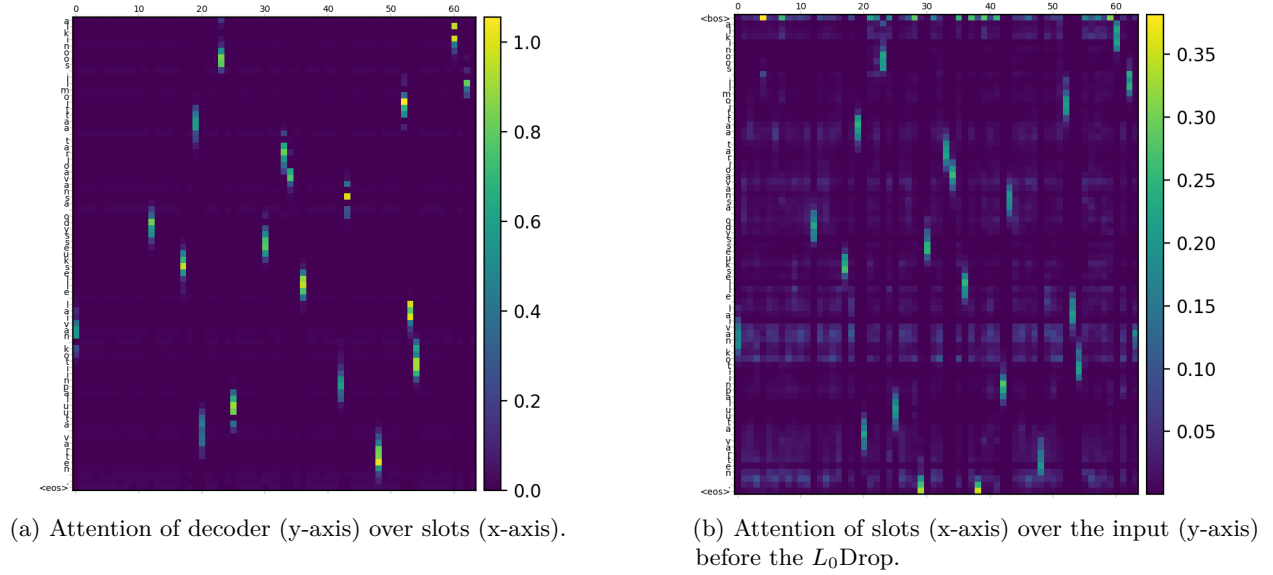 0 10 20 30 40 50 60
1.0
0.8
0.6
0.4
0.2
0.0
<eos>
0 10 20 30 40 50 60
<bos>
0.35
0.30
0.25
0.20
0.15
0.10
0.05
<eos>
(a) Attention of decoder (y-axis) over slots (x-axis).
(b) Attention of slots (x-axis) over the input (y-axis)
before the L₀Drop.